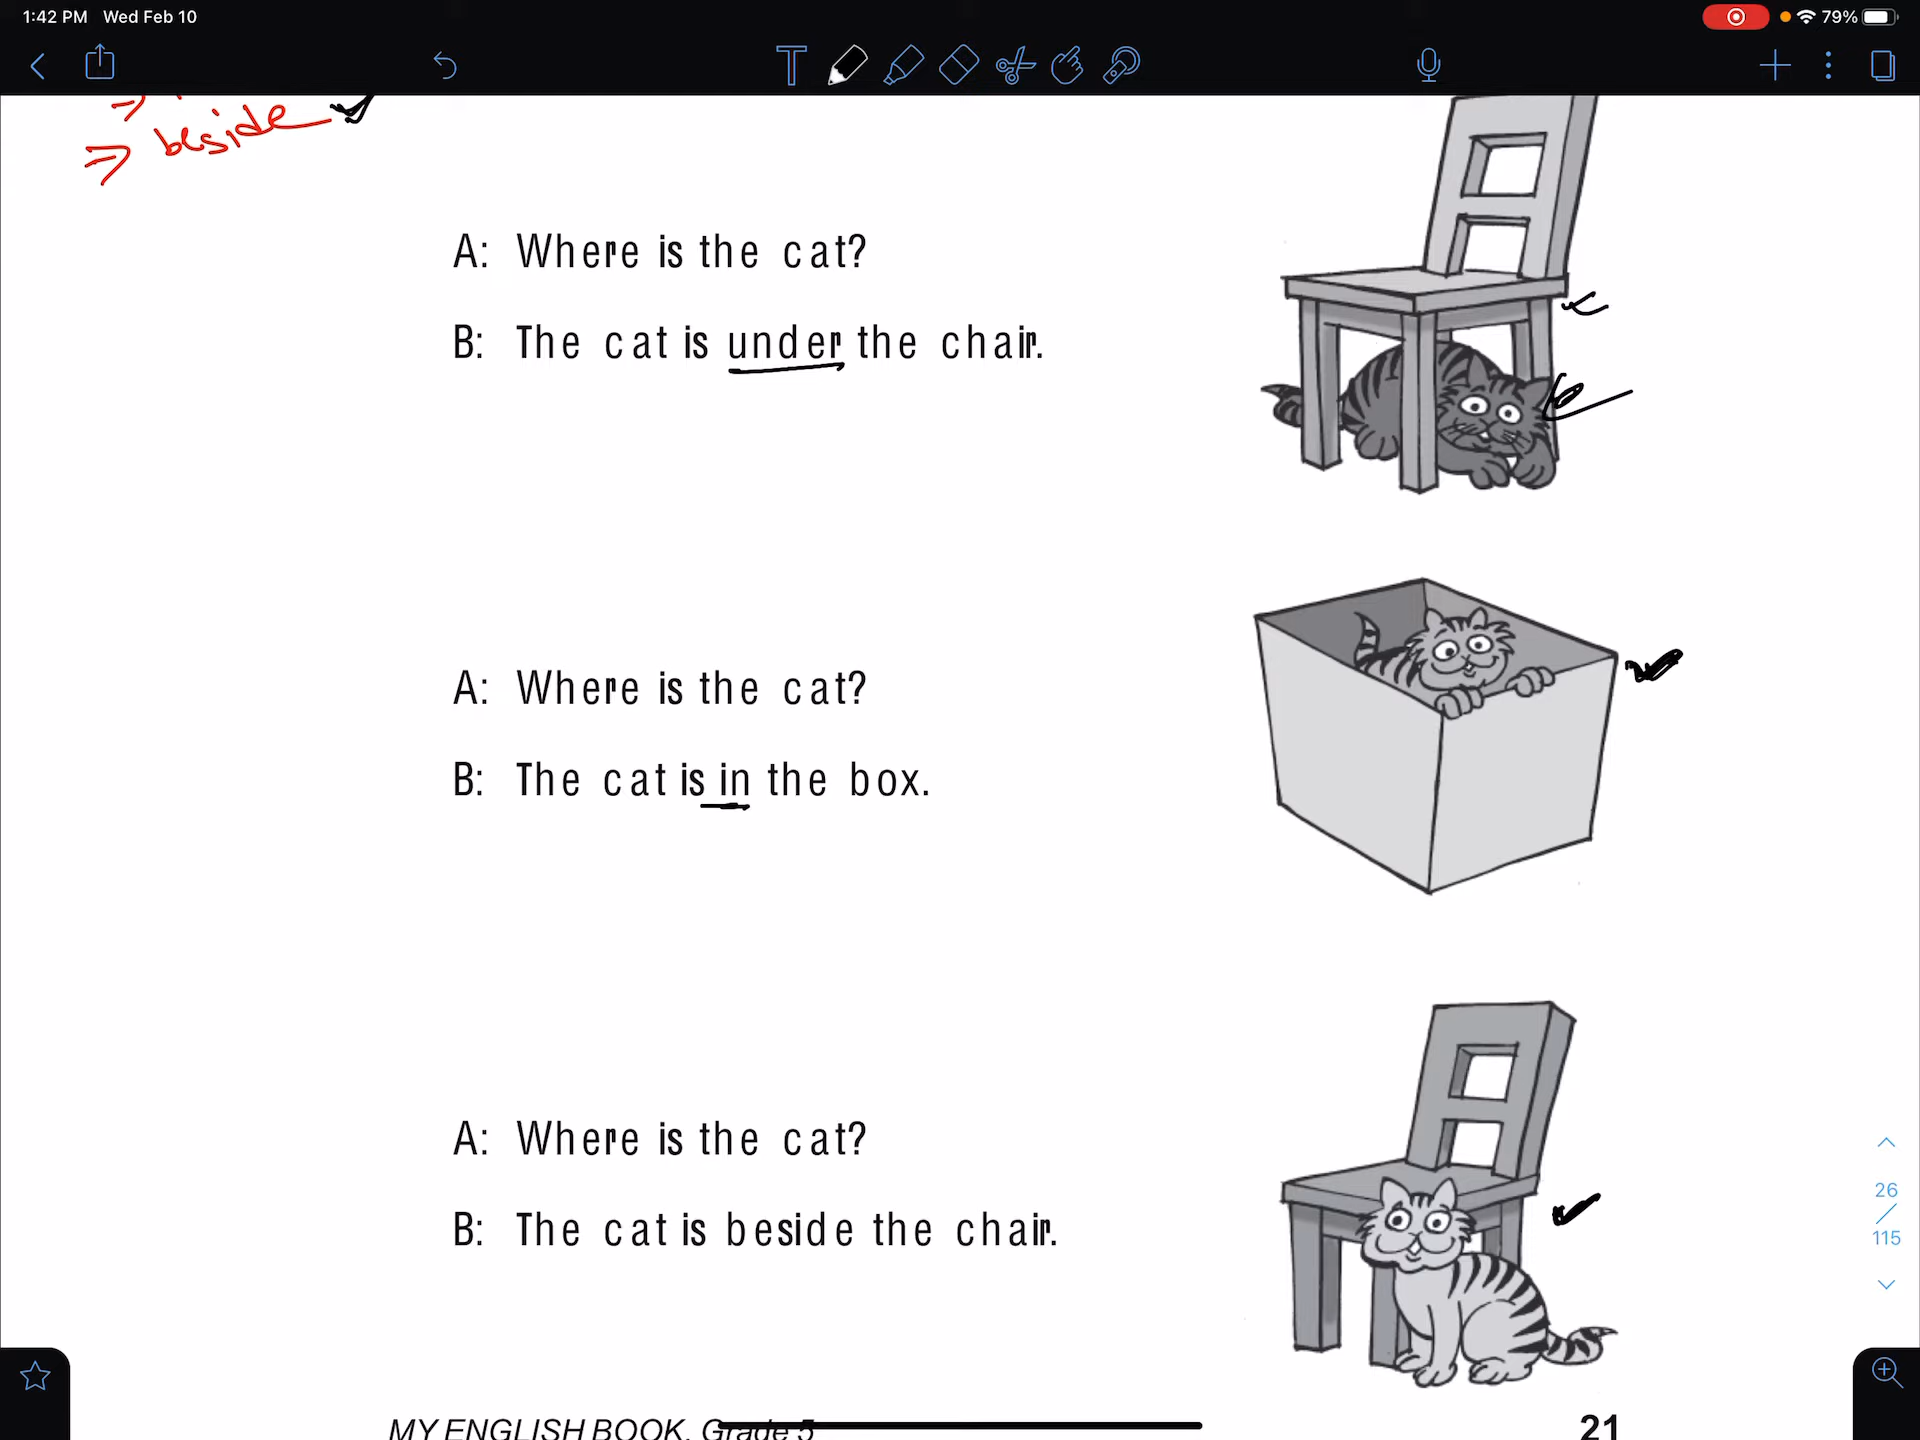 1:42 PM Wed Feb 10
79%
⇒ beside
A: Where is the cat?
B: The cat is under the chair.
A: Where is the cat?
B: The cat is in the box.
A: Where is the cat?
B: The cat is beside the chair.
26
/
115
MY ENGLISH BOOK, Grade 5
21